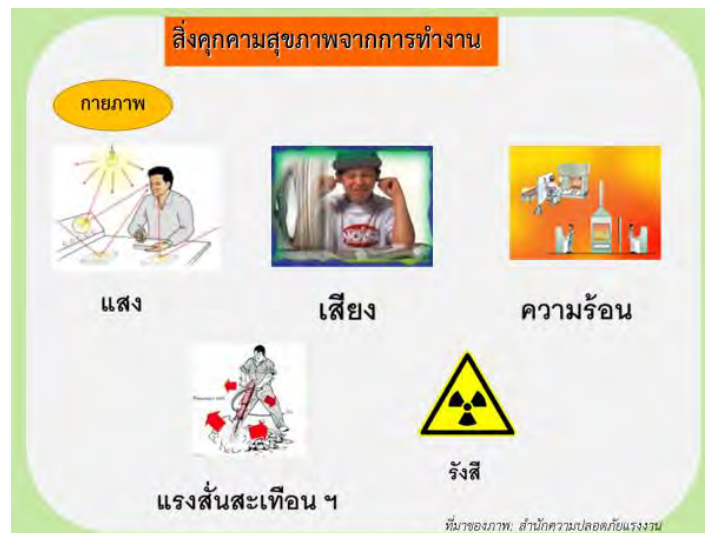 สิ่งคุกคามสุขภาพจากการทำงาน
กายภาพ
แสง
เสียง
ความร้อน
แรงสั่นสะเทือน ฯ
รังสี
ที่มาของภาพ: สำนักความปลอดภัยแรงงาน